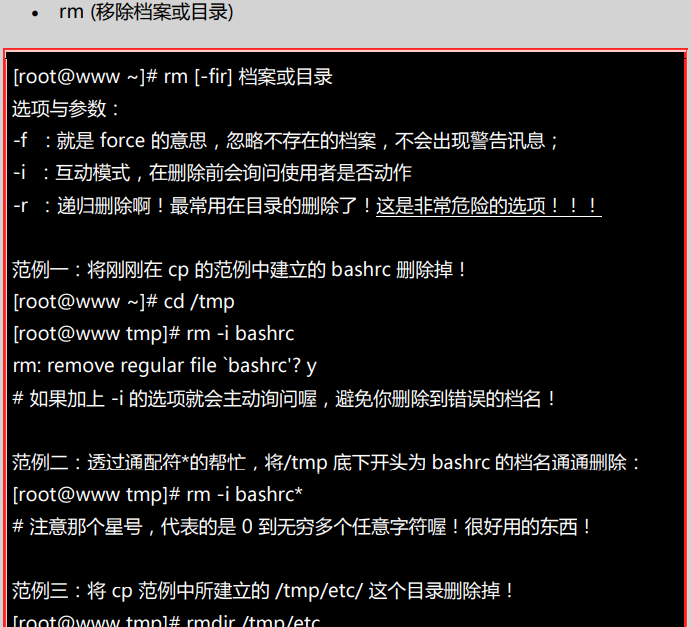 • rm (移除档案或目录)
[root@www ~]# rm [-fir] 档案或目录
选项与参数：
-f ：就是 force 的意思，忽略不存在的档案，不会出现警告讯息；
-i ：互动模式，在删除前会询问使用者是否动作
-r ：递归删除啊！最常用在目录的删除了！这是非常危险的选项！！！
范例一：将刚刚在 cp 的范例中建立的 bashrc 删除掉！
[root@www ~]# cd /tmp
[root@www tmp]# rm -i bashrc
rm: remove regular file `bashrc'? y
# 如果加上 -i 的选项就会主动询问喔，避免你删除到错误的档名！
范例二：透过通配符*的帮忙，将/tmp 底下开头为 bashrc 的档名通通删除：
[root@www tmp]# rm -i bashrc*
# 注意那个星号，代表的是 0 到无穷多个任意字符喔！很好用的东西！
范例三：将 cp 范例中所建立的 /tmp/etc/ 这个目录删除掉！
[root@www tmp]# rmdir /tmp/etc